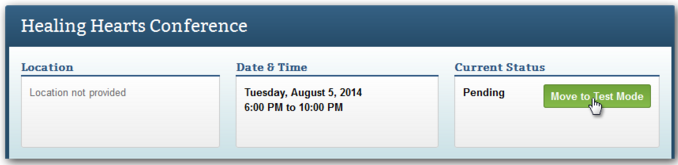 Healing Hearts Conference
Location
Location not provided
Date & Time
Tuesday, August 5, 2014
6:00 PM to 10:00 PM
Current Status
Pending
Move to Test Mode